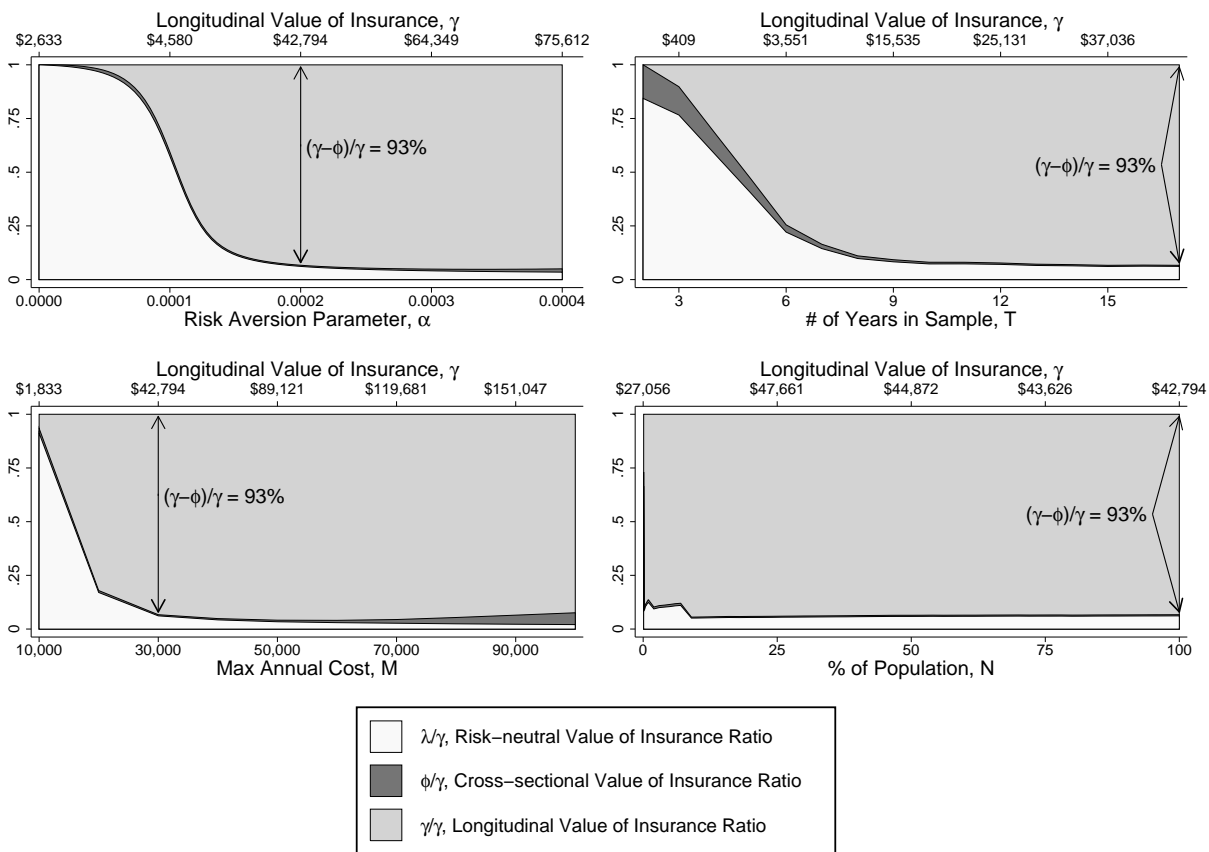 Longitudinal Value of Insurance, γ
$2,633 $4,580 $42,794 $64,349 $75,612
1
.75
.5
.25
0
(γ−ϕ)/γ = 93%
0.0000 0.0001 0.0002 0.0003 0.0004
Risk Aversion Parameter, α
Longitudinal Value of Insurance, γ
$409 $3,551 $15,535 $25,131 $37,036
1
.75
.5
.25
0
(γ−ϕ)/γ = 93%
3 6 9 12 15
# of Years in Sample, T
Longitudinal Value of Insurance, γ
$1,833 $42,794 $89,121 $119,681 $151,047
1
.75
.5
.25
0
(γ−ϕ)/γ = 93%
10,000 30,000 50,000 70,000 90,000
Max Annual Cost, M
Longitudinal Value of Insurance, γ
$27,056 $47,661 $44,872 $43,626 $42,794
1
.75
.5
.25
0
(γ−ϕ)/γ = 93%
0 25 50 75 100
% of Population, N
λ/γ, Risk−neutral Value of Insurance Ratio
ϕ/γ, Cross−sectional Value of Insurance Ratio
γ/γ, Longitudinal Value of Insurance Ratio